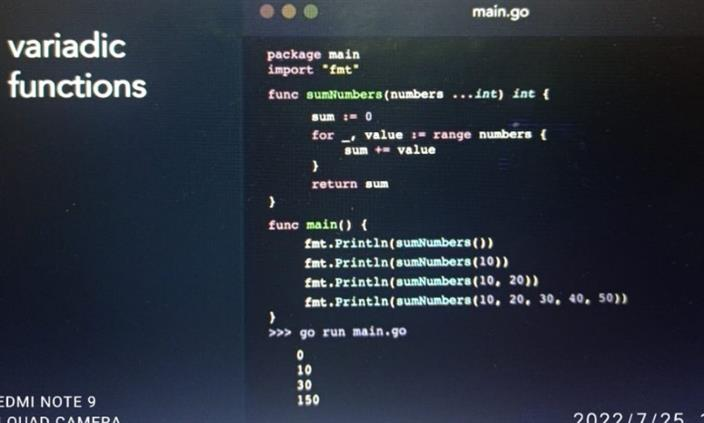 variadic
functions
main.go
package main
import "fmt"
func sumNumbers(numbers ...int) int {
sum := 0
for _, value := range numbers {
sum += value
}
return sum
}
func main() {
fmt.Println(sumNumbers())
fmt.Println(sumNumbers(10))
fmt.Println(sumNumbers(10, 20))
fmt.Println(sumNumbers(10, 20, 30, 40, 50))
}
>>> go run main.go
0
10
30
150
EDMI NOTE 9
QUAD CAMERA
2022/7/25